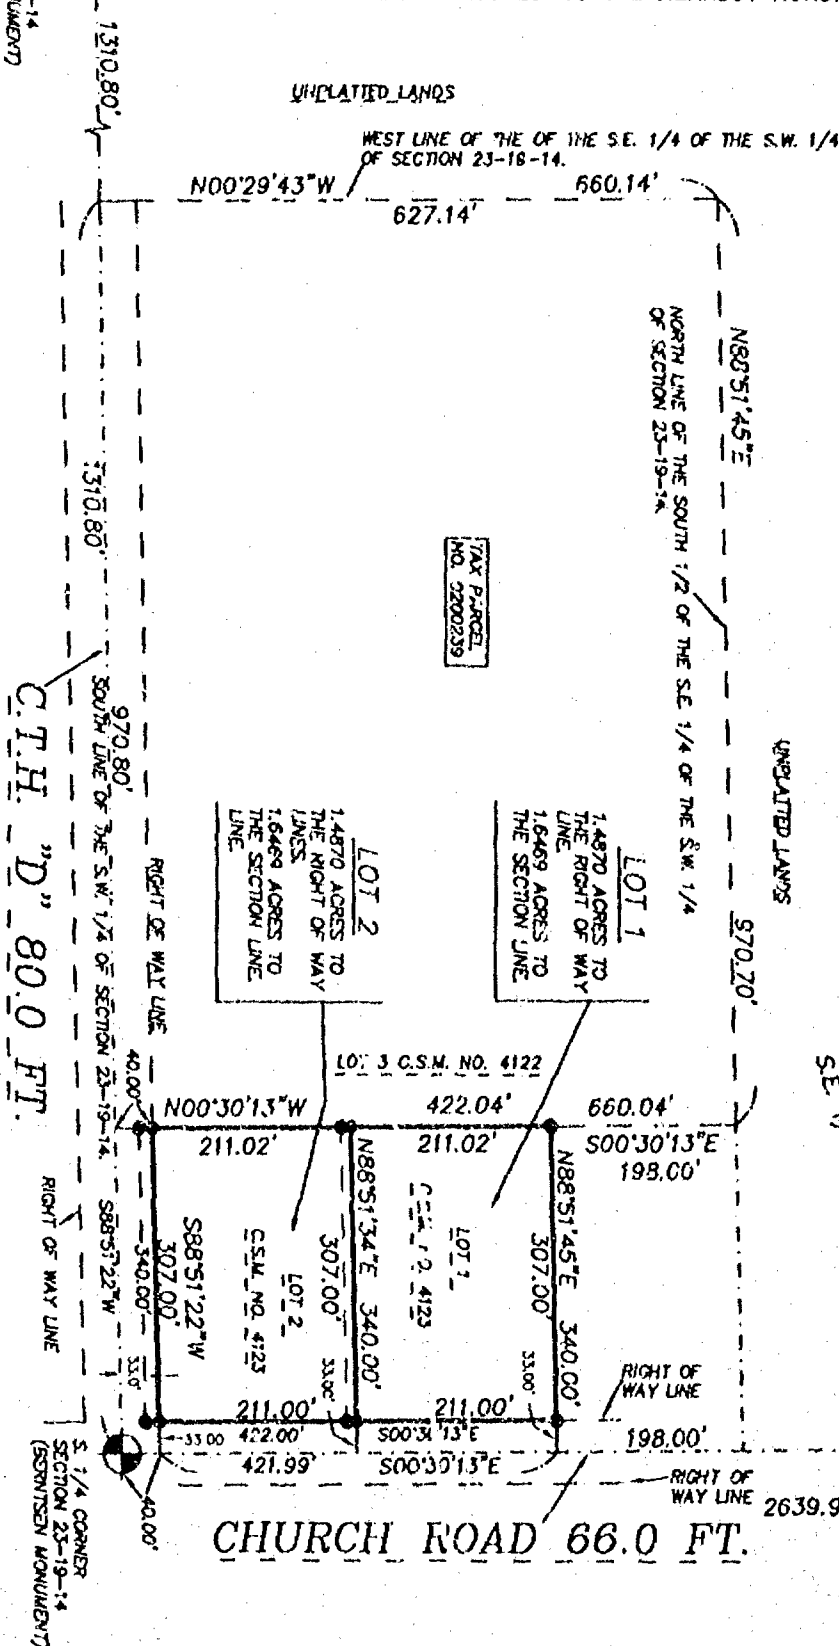 1310.80'
UNPLATTED LANDS
WEST LINE OF THE OF THE S.E. 1/4 OF THE S.W. 1/4
OF SECTION 23-18-14.
N00°29'43"W
660.14'
627.14'
N88°51'45"E
NORTH LINE OF THE SOUTH 1/2 OF THE S.E. 1/4 OF THE S.W. 1/4
OF SECTION 23-19-14.
1310.80'
TAX PARCEL
NO. 0200239
UNPLATTED LANDS
970.70'
970.80'
SOUTH LINE OF THE S.W. 1/4 OF SECTION 23-19-14.
C.T.H. "D" 80.0 FT.
RIGHT OF WAY LINE
LOT 1
1.4870 ACRES TO
THE RIGHT OF WAY
LINE.
1.6469 ACRES TO
THE SECTION LINE.
LOT 2
1.4870 ACRES TO
THE RIGHT OF WAY
LINES.
1.6469 ACRES TO
THE SECTION LINE.
LOT 3 C.S.M. NO. 4122
40.00'
N00°30'13"W
422.04'
660.04'
211.02'
211.02'
S00°30'13"E
198.00'
S88°51'22"W
340.00'
33.0'
S88°51'22"W
307.00'
LOT 2
C.S.M. NO. 4123
N88°51'34"E 340.00'
307.00'
33.00'
LOT 1
4123
N88°51'45"E 340.00'
307.00'
33.00'
RIGHT OF WAY LINE
RIGHT OF
WAY LINE
211.00'
211.00'
33.00
422.00'
S00°31'13"E
198.00'
421.99'
S00°30'13"E
RIGHT OF
WAY LINE
2639.9
40.00'
S. 1/4 CORNER
SECTION 23-19-14
(BERNTSEN MONUMENT)
CHURCH ROAD 66.0 FT.